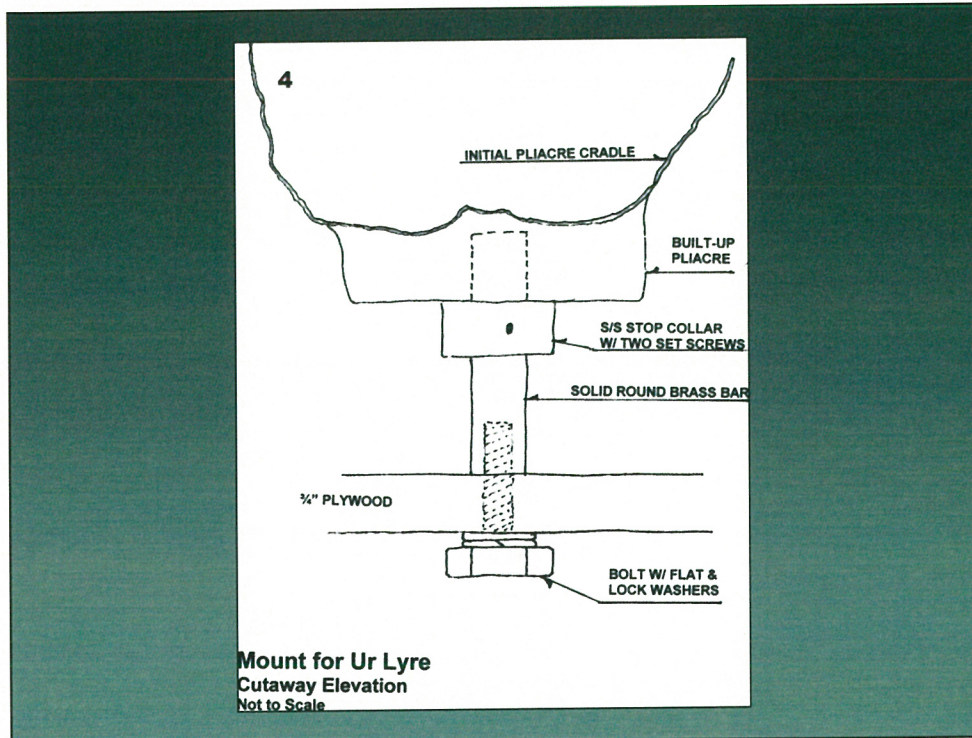 4
INITIAL PLIACRE CRADLE
BUILT-UP
PLIACRE
S/S STOP COLLAR
W/ TWO SET SCREWS
SOLID ROUND BRASS BAR
¾" PLYWOOD
BOLT W/ FLAT &
LOCK WASHERS
Mount for Ur Lyre
Cutaway Elevation
Not to Scale